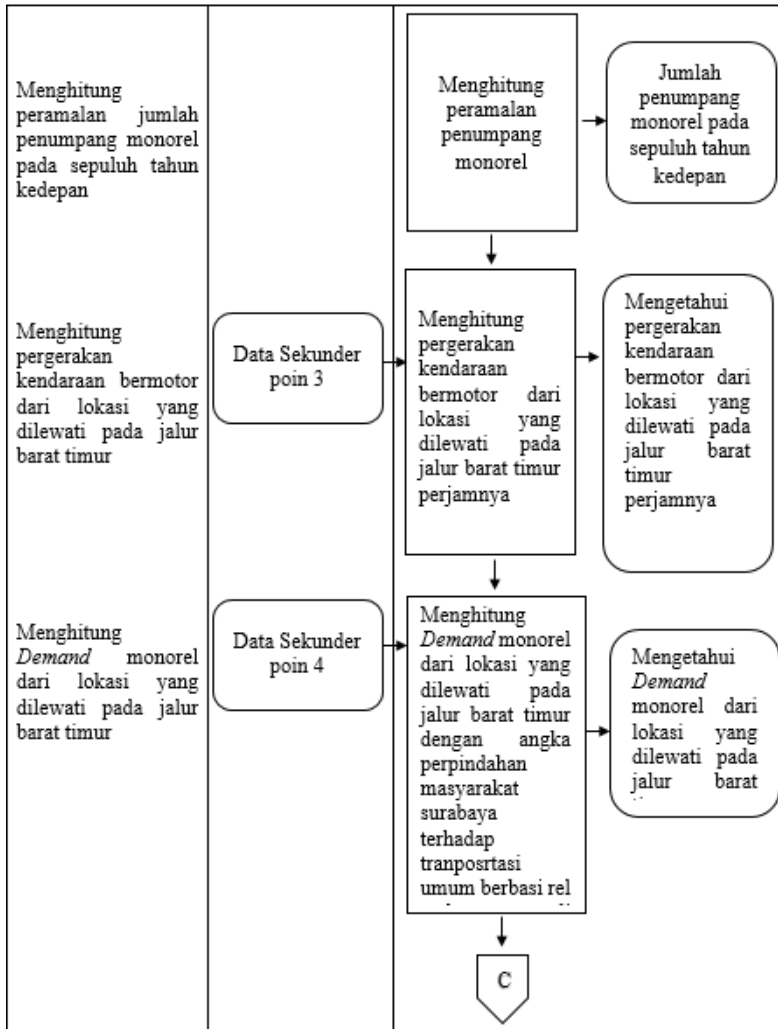 Menghitung
peramalan jumlah
penumpang monorel
pada sepuluh tahun
kedepan
Menghitung
peramalan
penumpang
monorel
Jumlah
penumpang
monorel pada
sepuluh tahun
kedepan
Menghitung
pergerakan
kendaraan bermotor
dari lokasi yang
dilewati pada jalur
barat timur
Data Sekunder
poin 3
Menghitung
pergerakan
kendaraan
bermotor dari
lokasi yang
dilewati pada
jalur barat timur
perjamnya
Mengetahui
pergerakan
kendaraan
bermotor dari
lokasi yang
dilewati pada
jalur barat
timur
perjamnya
Menghitung
Demand monorel
dari lokasi yang
dilewati pada jalur
barat timur
Data Sekunder
poin 4
Menghitung
Demand monorel
dari lokasi yang
dilewati pada
jalur barat timur
dengan angka
perpindahan
masyarakat
surabaya
terhadap
tranposrtasi
umum berbasi rel
Mengetahui
Demand
monorel dari
lokasi yang
dilewati pada
jalur barat
C